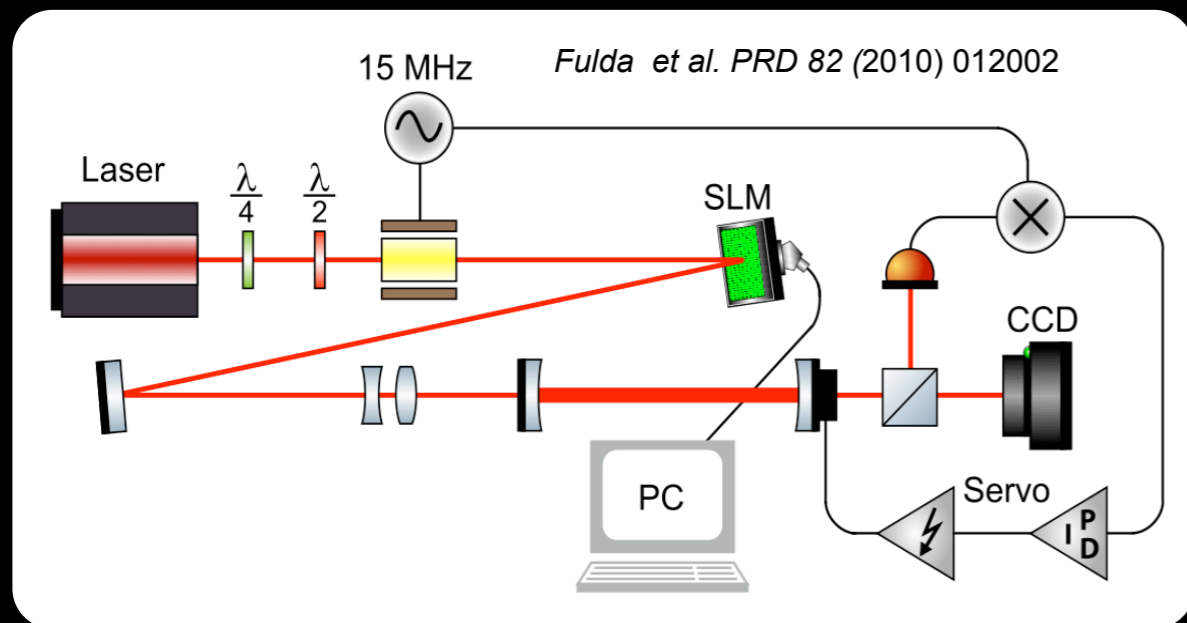 Fulda et al. PRD 82 (2010) 012002
15 MHz
Laser
λ
4
λ
2
SLM
CCD
PC
Servo
I P
D